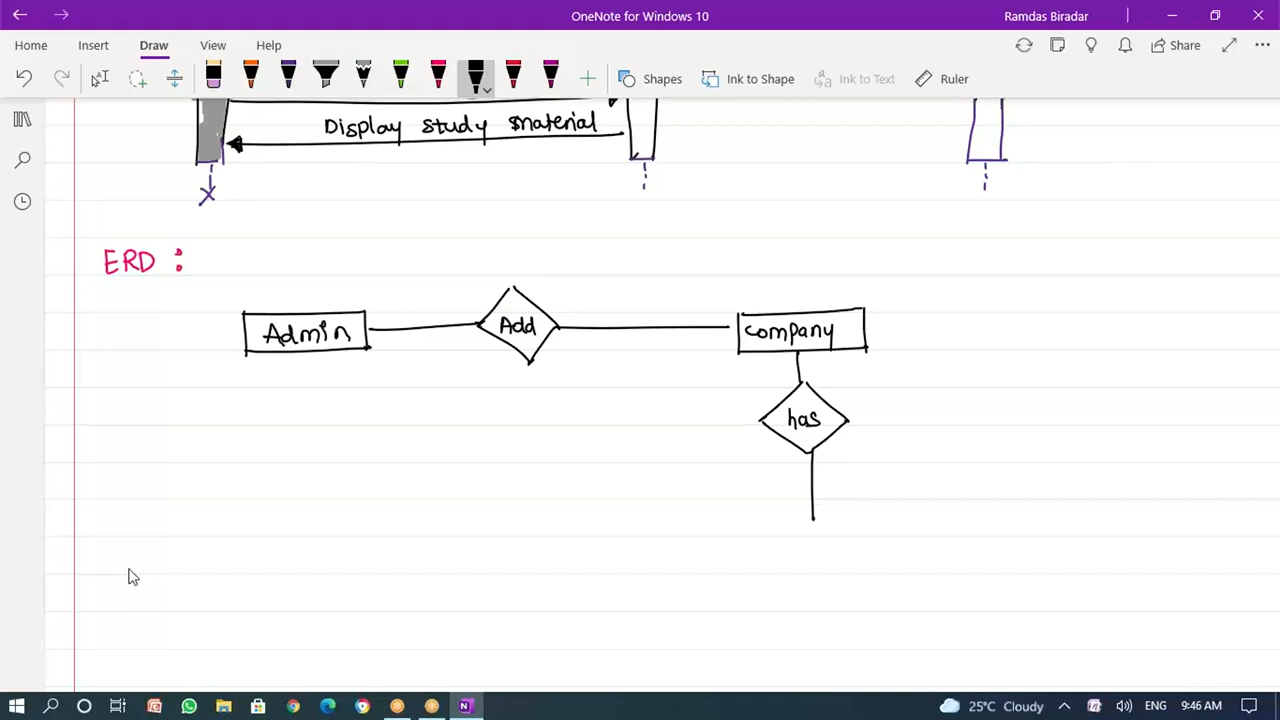 OneNote for Windows 10
Ramdas Biradar
Home Insert Draw View Help
Share
Shapes Ink to Shape Ink to Text Ruler
Display study material
X
ERD :
Admin Add company
has
25°C Cloudy ENG 9:46 AM